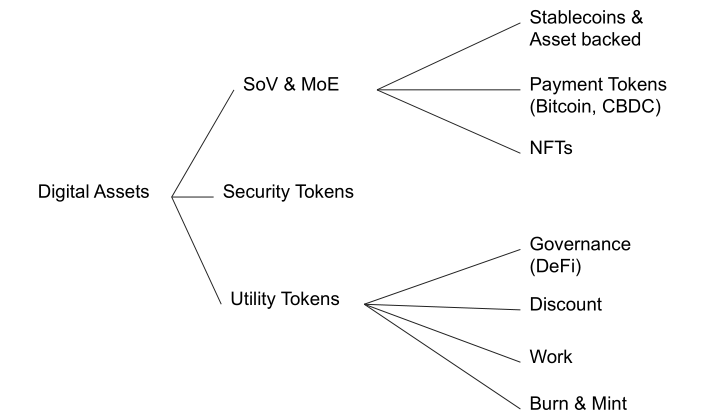 Digital Assets
SoV & MoE
Stablecoins &
Asset backed
Payment Tokens
(Bitcoin, CBDC)
NFTs
Security Tokens
Utility Tokens
Governance
(DeFi)
Discount
Work
Burn & Mint